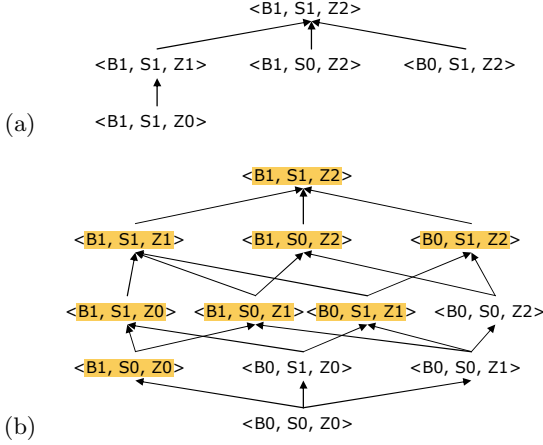 <B1, S1, Z2>
<B1, S1, Z1> <B1, S0, Z2> <B0, S1, Z2>
(a) <B1, S1, Z0>
<B1, S1, Z2>
<B1, S1, Z1> <B1, S0, Z2> <B0, S1, Z2>
<B1, S1, Z0> <B1, S0, Z1> <B0, S1, Z1> <B0, S0, Z2>
<B1, S0, Z0> <B0, S1, Z0> <B0, S0, Z1>
(b) <B0, S0, Z0>